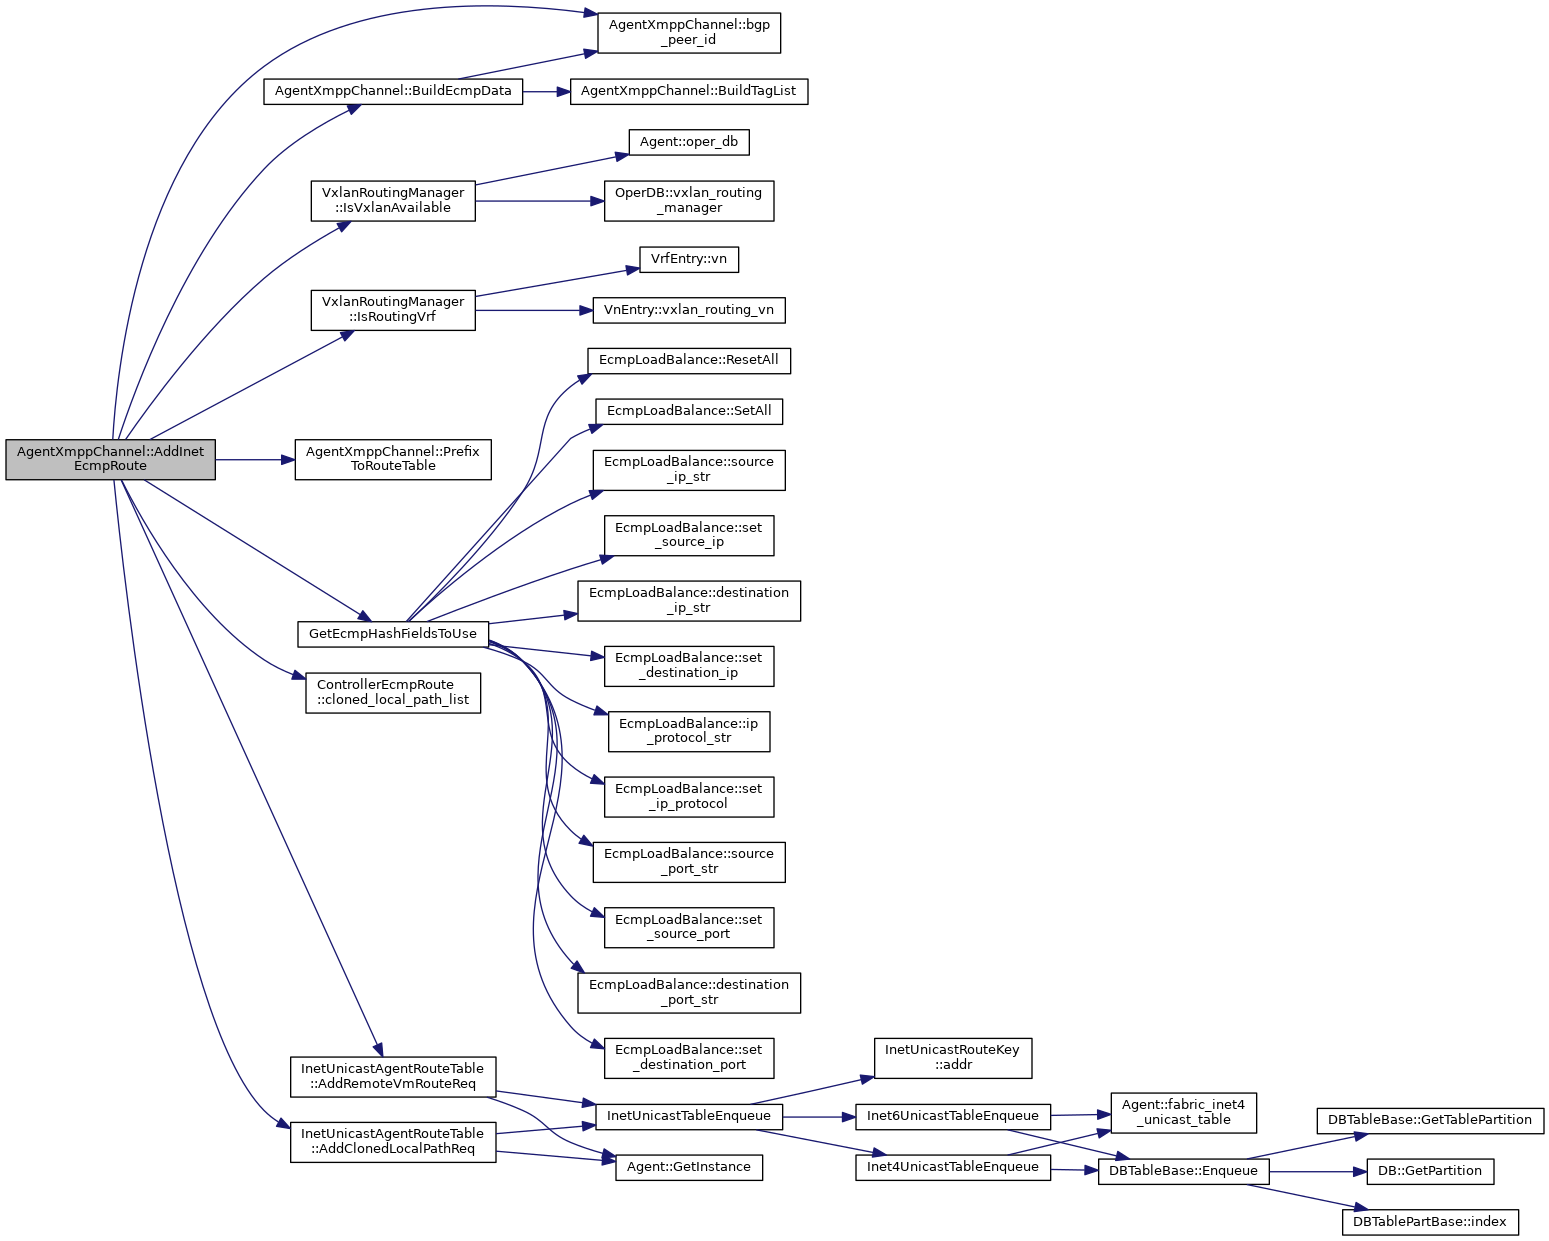 AgentXmppChannel::AddInet
EcmpRoute
AgentXmppChannel::bgp
_peer_id
AgentXmppChannel::BuildEcmpData
AgentXmppChannel::BuildTagList
VxlanRoutingManager
::IsVxlanAvailable
Agent::oper_db
OperDB::vxlan_routing
_manager
VxlanRoutingManager
::IsRoutingVrf
VrfEntry::vn
VnEntry::vxlan_routing_vn
AgentXmppChannel::Prefix
ToRouteTable
GetEcmpHashFieldsToUse
EcmpLoadBalance::ResetAll
EcmpLoadBalance::SetAll
EcmpLoadBalance::source
_ip_str
EcmpLoadBalance::set
_source_ip
EcmpLoadBalance::destination
_ip_str
EcmpLoadBalance::set
_destination_ip
EcmpLoadBalance::ip
_protocol_str
EcmpLoadBalance::set
_ip_protocol
EcmpLoadBalance::source
_port_str
EcmpLoadBalance::set
_source_port
EcmpLoadBalance::destination
_port_str
EcmpLoadBalance::set
_destination_port
ControllerEcmpRoute
::cloned_local_path_list
InetUnicastAgentRouteTable
::AddRemoteVmRouteReq
InetUnicastAgentRouteTable
::AddClonedLocalPathReq
InetUnicastTableEnqueue
Agent::GetInstance
InetUnicastRouteKey
::addr
Inet6UnicastTableEnqueue
Inet4UnicastTableEnqueue
Agent::fabric_inet4
_unicast_table
DBTableBase::Enqueue
DBTableBase::GetTablePartition
DB::GetPartition
DBTablePartBase::index